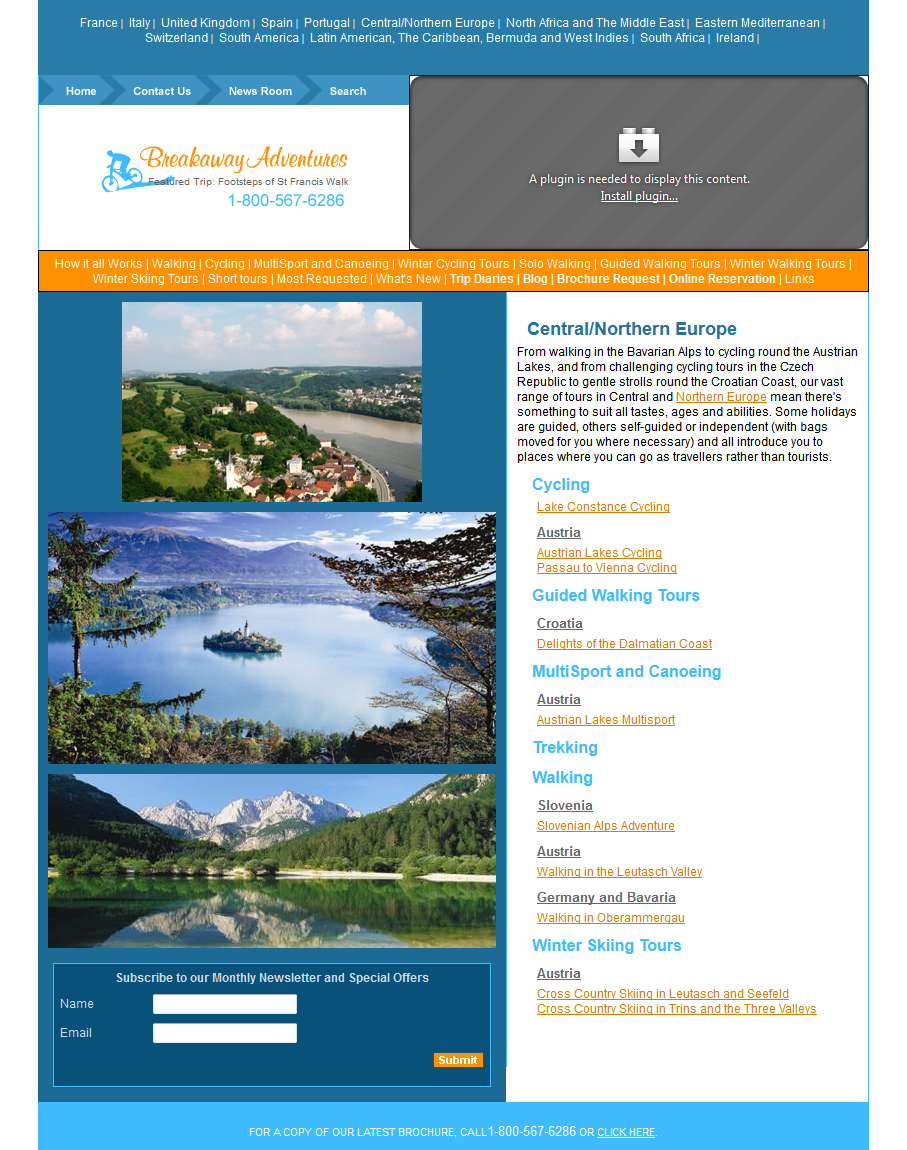 France | Italy | United Kingdom | Spain | Portugal | Central/Northern Europe | North Africa and The Middle East | Eastern Mediterranean |
Switzerland | South America | Latin American, The Caribbean, Bermuda and West Indies | South Africa | Ireland |
Home Contact Us News Room Search
A plugin is needed to display this content.
Install plugin...
Breakaway Adventures
Featured Trip: Footsteps of St Francis Walk
1-800-567-6286
How it all Works | Walking | Cycling | MultiSport and Canoeing | Winter Cycling Tours | Solo Walking | Guided Walking Tours | Winter Walking Tours |
Winter Skiing Tours | Short tours | Most Requested | What's New | Trip Diaries | Blog | Brochure Request | Online Reservation | Links
Central/Northern Europe
From walking in the Bavarian Alps to cycling round the Austrian
Lakes, and from challenging cycling tours in the Czech
Republic to gentle strolls round the Croatian Coast, our vast
range of tours in Central and Northern Europe mean there's
something to suit all tastes, ages and abilities. Some holidays
are guided, others self-guided or independent (with bags
moved for you where necessary) and all introduce you to
places where you can go as travellers rather than tourists.
Cycling
Lake Constance Cycling
Austria
Austrian Lakes Cycling
Passau to Vienna Cycling
Guided Walking Tours
Croatia
Delights of the Dalmatian Coast
MultiSport and Canoeing
Austria
Austrian Lakes Multisport
Trekking
Walking
Slovenia
Slovenian Alps Adventure
Austria
Walking in the Leutasch Valley
Germany and Bavaria
Walking in Oberammergau
Winter Skiing Tours
Austria
Cross Country Skiing in Leutasch and Seefeld
Cross Country Skiing in Trins and the Three Valleys
Subscribe to our Monthly Newsletter and Special Offers
Name
Email
Submit
FOR A COPY OF OUR LATEST BROCHURE, CALL 1-800-567-6286 OR CLICK HERE.